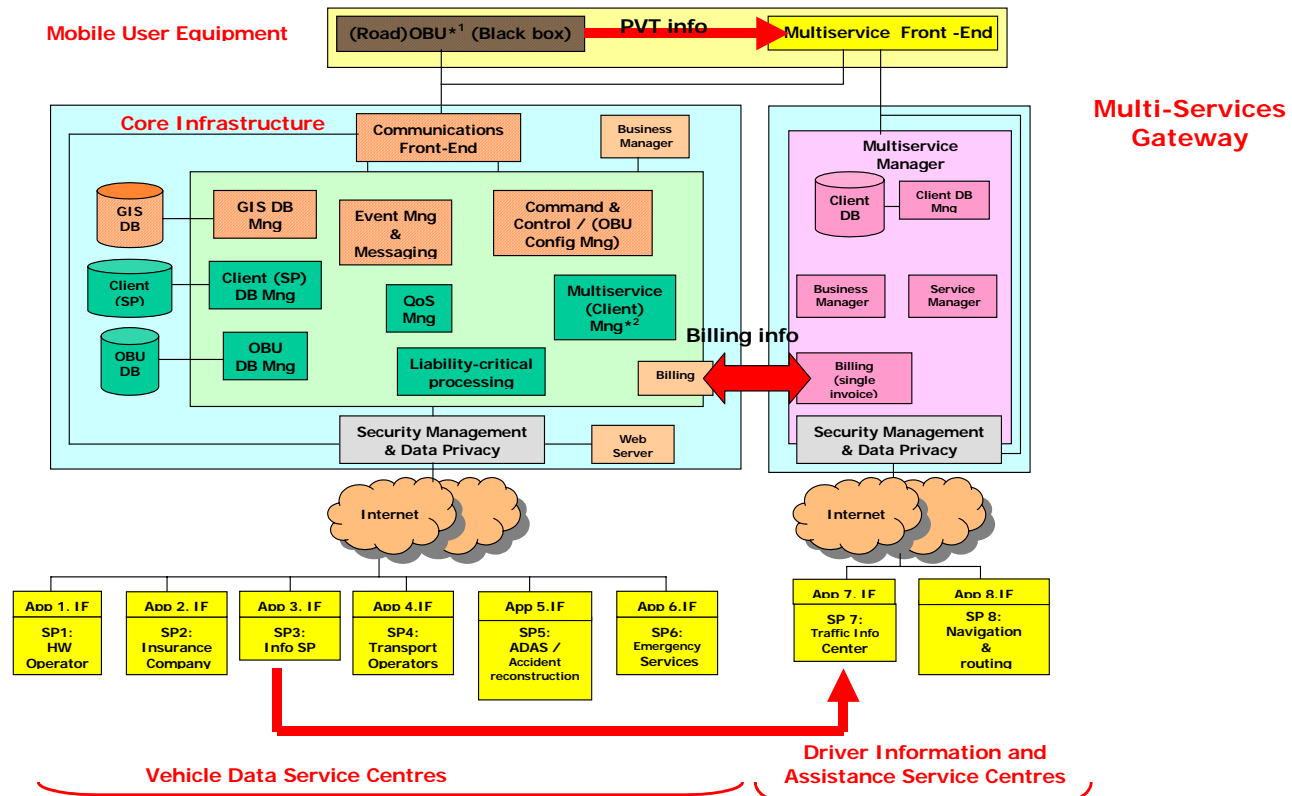 Mobile User Equipment
(Road)OBU*1 (Black box)
PVT info
Multiservice Front -End
Multi-Services
Gateway
Core Infrastructure
Communications
Front-End
Business
Manager
GIS
DB
GIS DB
Mng
Event Mng
&
Messaging
Command &
Control / (OBU
Config Mng)
Client
(SP)
Client (SP)
DB Mng
QoS
Mng
Multiservice
(Client)
Mng*2
OBU
DB
OBU
DB Mng
Liability-critical
processing
Billing
Billing info
Security Management
& Data Privacy
Web
Server
Multiservice
Manager
Client
DB
Client DB
Mng
Business
Manager
Service
Manager
Billing
(single
invoice)
Security Management
& Data Privacy
Internet
Internet
App 1. IF
SP1:
HW
Operator
App 2. IF
SP2:
Insurance
Company
App 3. IF
SP3:
Info SP
App 4.IF
SP4:
Transport
Operators
App 5.IF
SP5:
ADAS /
Accident
reconstruction
App 6.IF
SP6:
Emergency
Services
App 7. IF
SP 7:
Traffic Info
Center
App 8.IF
SP 8:
Navigation
&
routing
Vehicle Data Service Centres
Driver Information and
Assistance Service Centres